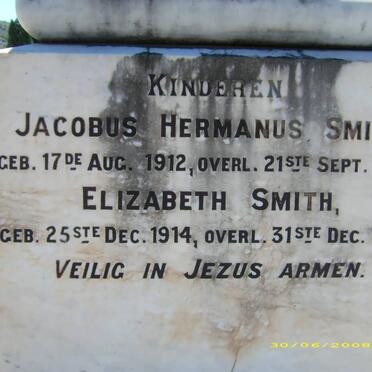 KINDEREN
JACOBUS HERMANUS SMI
GEB. 17DE AUG. 1912, OVERL. 21STE SEPT.
ELIZABETH SMITH,
GEB. 25STE DEC. 1914, OVERL. 31STE DEC.
VEILIG IN JEZUS ARMEN.
30/06/2008